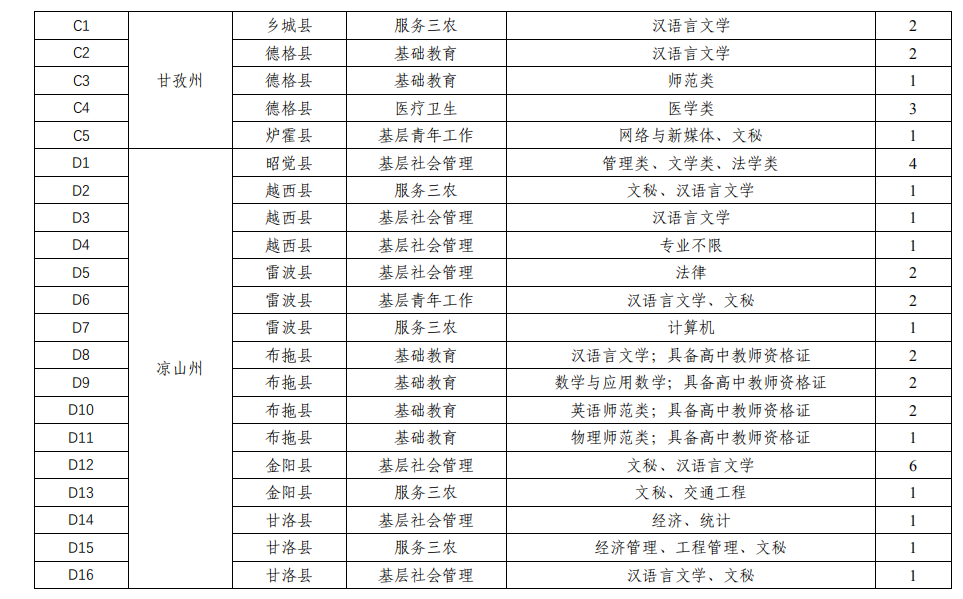 C1 甘孜州 乡城县 服务三农 汉语言文学 2
C2 德格县 基础教育 汉语言文学 2
C3 德格县 基础教育 师范类 1
C4 德格县 医疗卫生 医学类 3
C5 炉霍县 基层青年工作 网络与新媒体、文秘 1
D1 凉山州 昭觉县 基层社会管理 管理类、文学类、法学类 4
D2 越西县 服务三农 文秘、汉语言文学 1
D3 越西县 基层社会管理 汉语言文学 1
D4 越西县 基层社会管理 专业不限 1
D5 雷波县 基层社会管理 法律 2
D6 雷波县 基层青年工作 汉语言文学、文秘 2
D7 雷波县 服务三农 计算机 1
D8 布拖县 基础教育 汉语言文学；具备高中教师资格证 2
D9 布拖县 基础教育 数学与应用数学；具备高中教师资格证 2
D10 布拖县 基础教育 英语师范类；具备高中教师资格证 2
D11 布拖县 基础教育 物理师范类；具备高中教师资格证 1
D12 金阳县 基层社会管理 文秘、汉语言文学 6
D13 金阳县 服务三农 文秘、交通工程 1
D14 甘洛县 基层社会管理 经济、统计 1
D15 甘洛县 服务三农 经济管理、工程管理、文秘 1
D16 甘洛县 基层社会管理 汉语言文学、文秘 1